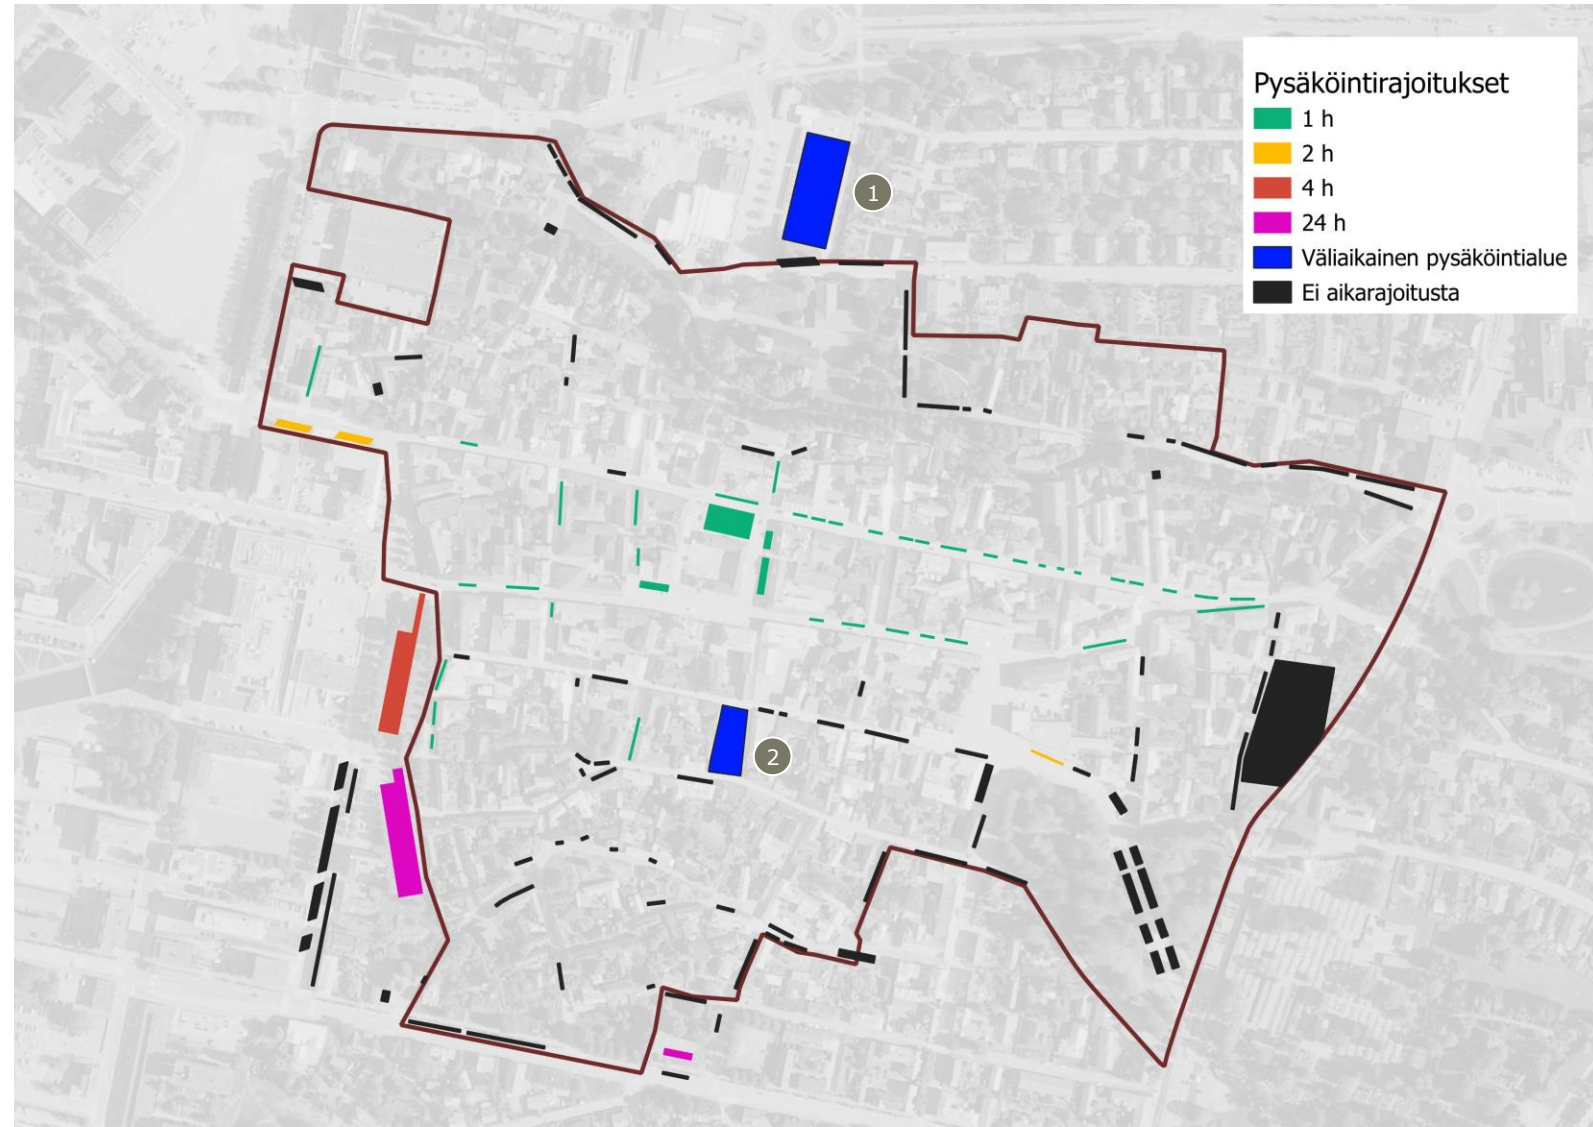 Pysäköintirajoitukset
1 h
2 h
4 h
24 h
Väliaikainen pysäköintialue
Ei aikarajoitusta
1
2